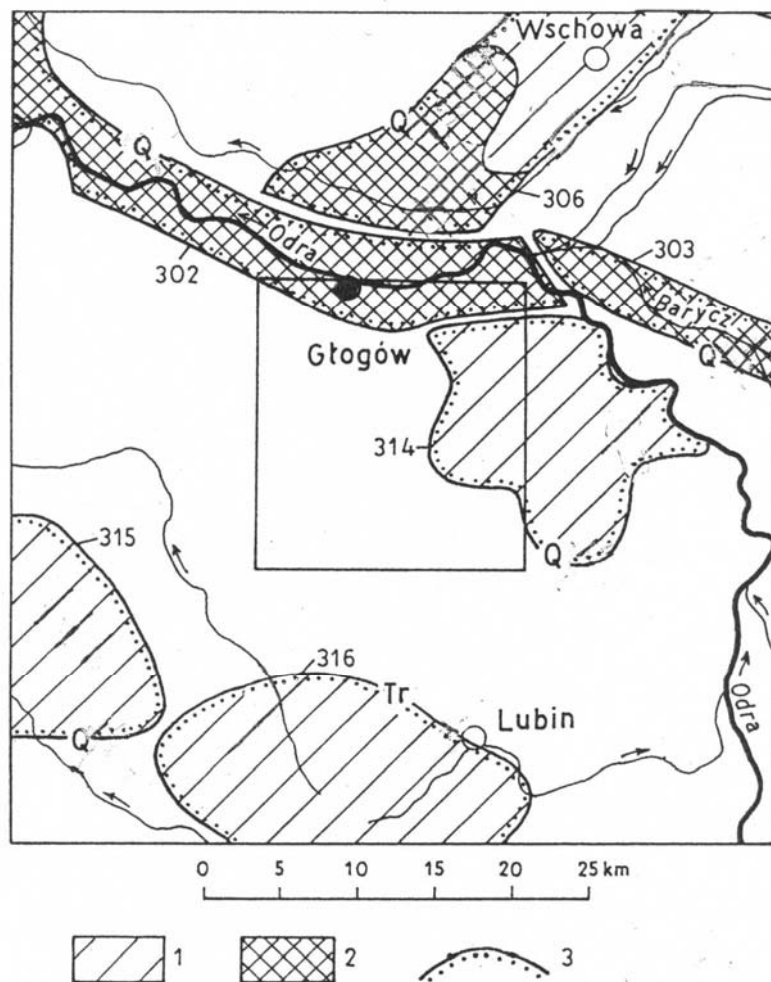 Wschowa
Q
Q
306
303
Odra
302
Barycz
Głogów
Q
314
315
Q
316
Tr
Lubin
Q
Odra
0 5 10 15 20 25 km
1 2 3